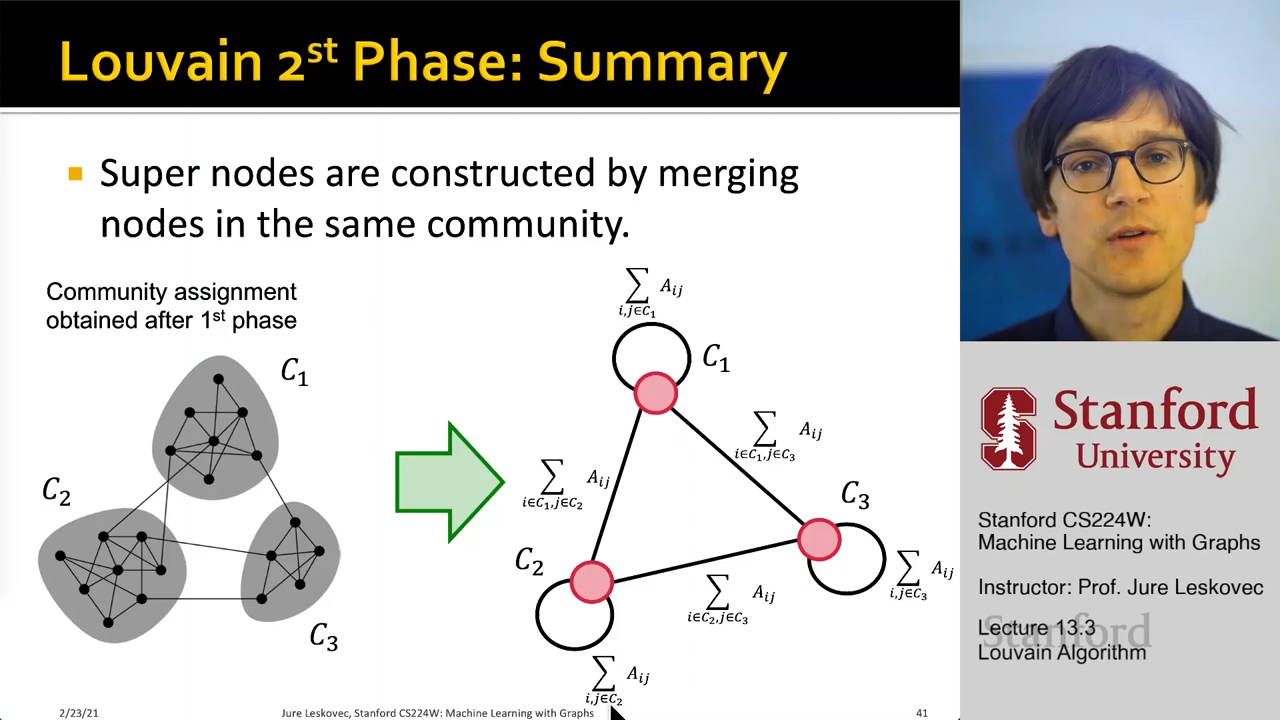 Louvain 2st Phase: Summary
Super nodes are constructed by merging
nodes in the same community.
Community assignment
obtained after 1st phase
C1
C2
C3
∑ Aij
i,j∈C1
C1
∑ Aij
i∈C1,j∈C3
∑ Aij
i∈C1,j∈C2
C3
C2
∑ Aij
i,j∈C3
∑ Aij
i∈C2,j∈C3
∑ Aij
i,j∈C2
2/23/21
Jure Leskovec, Stanford CS224W: Machine Learning with Graphs
41
Stanford
University
Stanford CS224W:
Machine Learning with Graphs
Instructor: Prof. Jure Leskovec
Lecture 13.3
Stanford
Louvain Algorithm